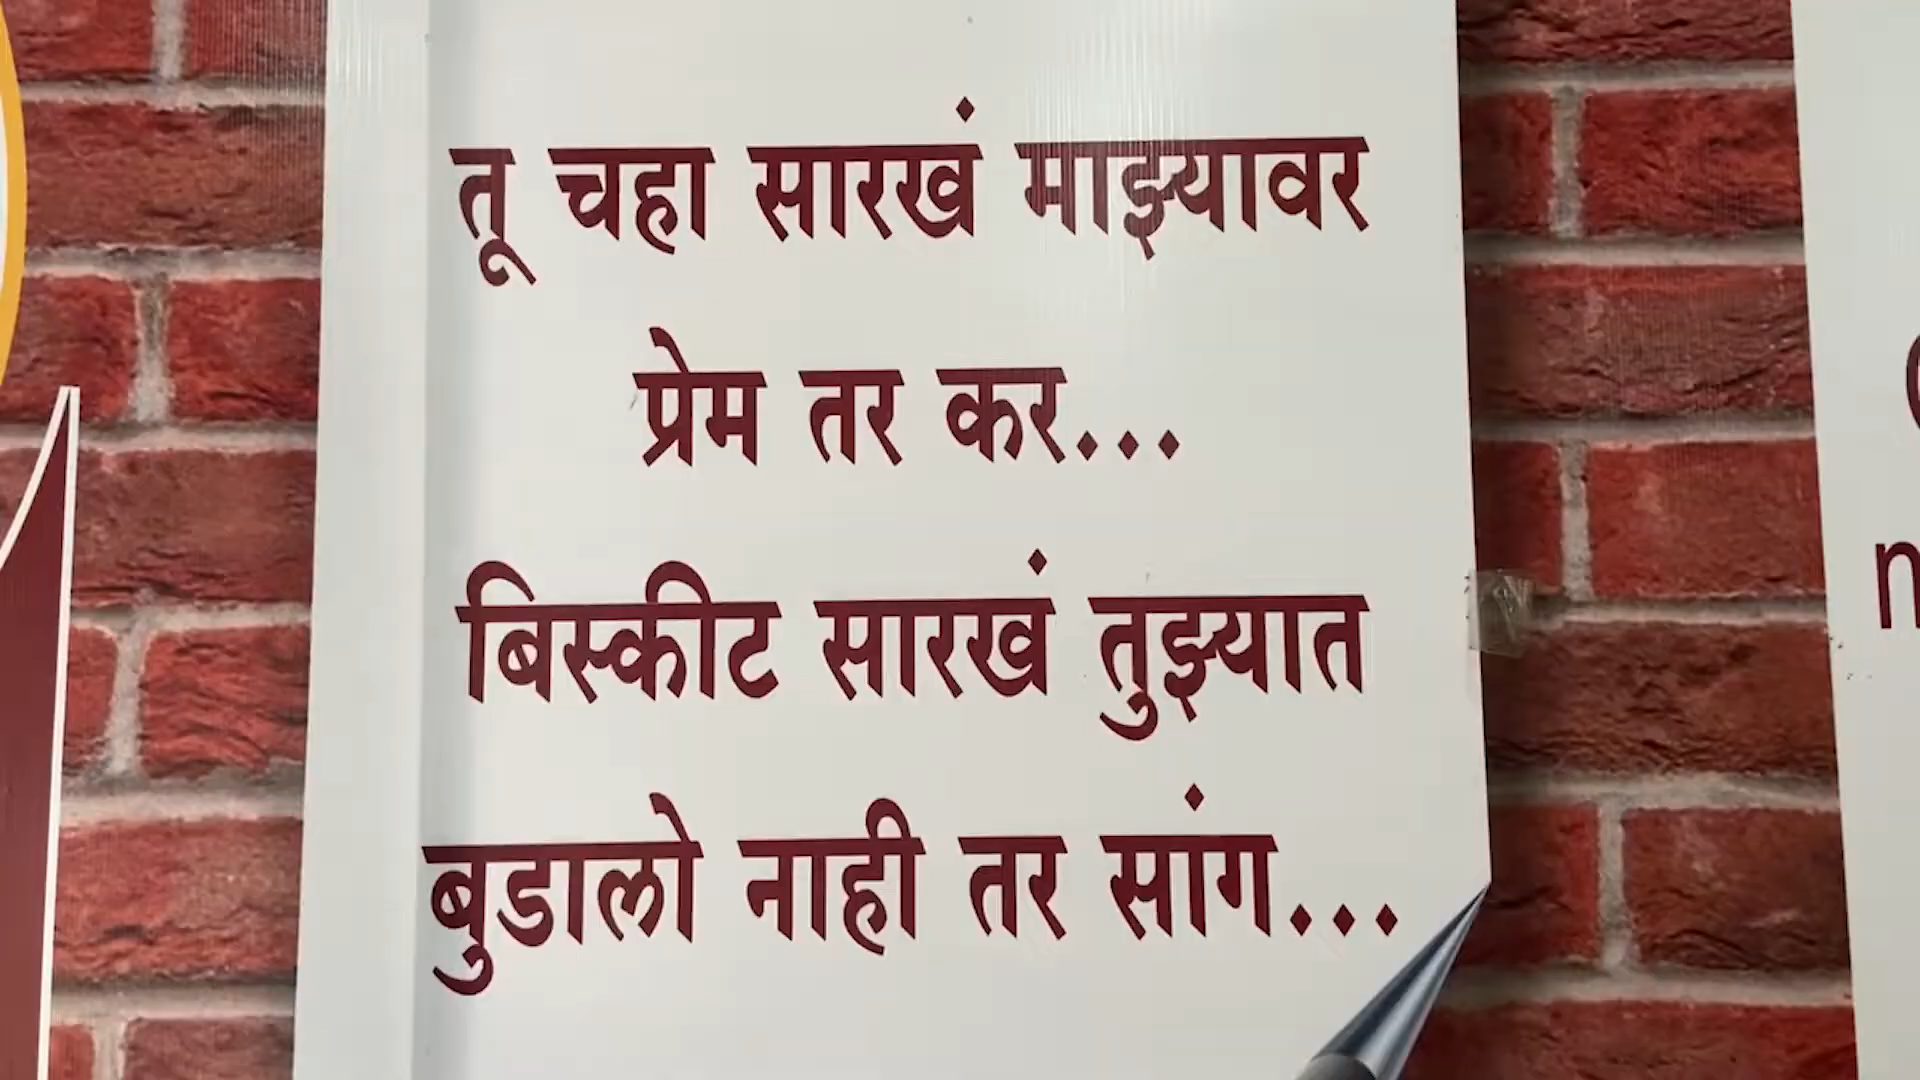 तू चहा सारखं माझ्यावर
प्रेम तर कर...
बिस्कीट सारखं तुझ्यात
बुडालो नाही तर सांग...